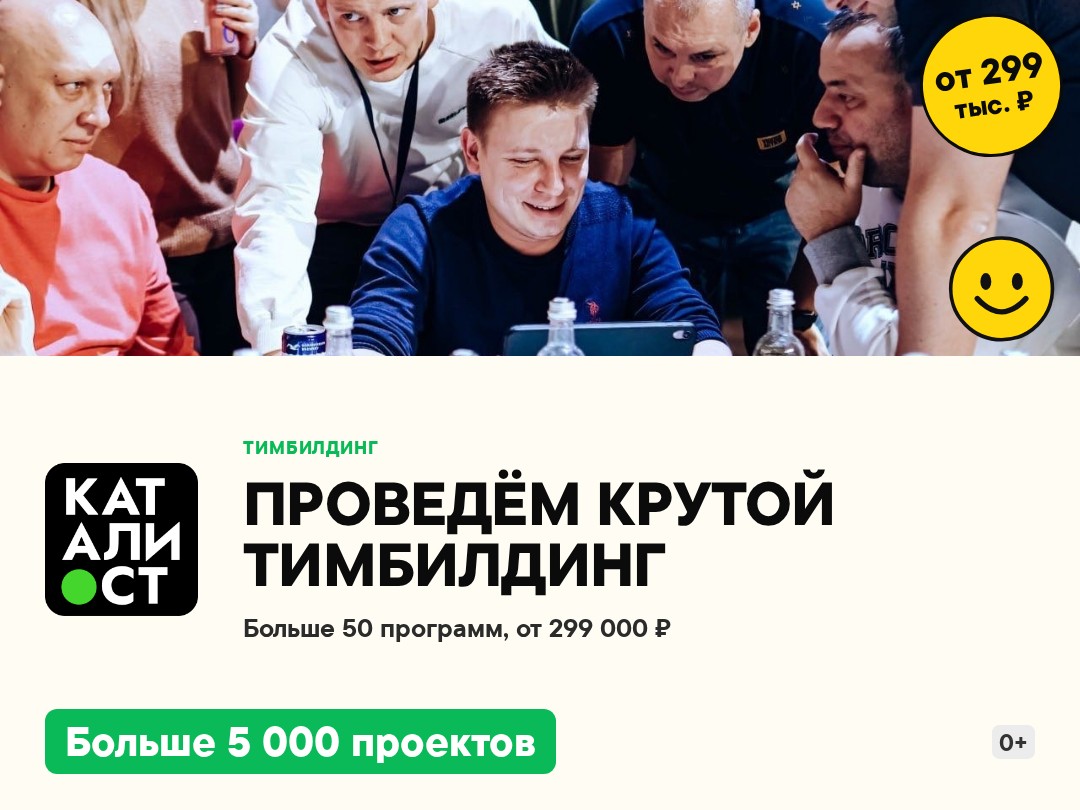 от 299
тыс. ₽
ТИМБИЛДИНГ
КАТ
АЛИ
СТ
ПРОВЕДЁМ КРУТОЙ
ТИМБИЛДИНГ
Больше 50 программ, от 299 000 ₽
Больше 5 000 проектов
0+